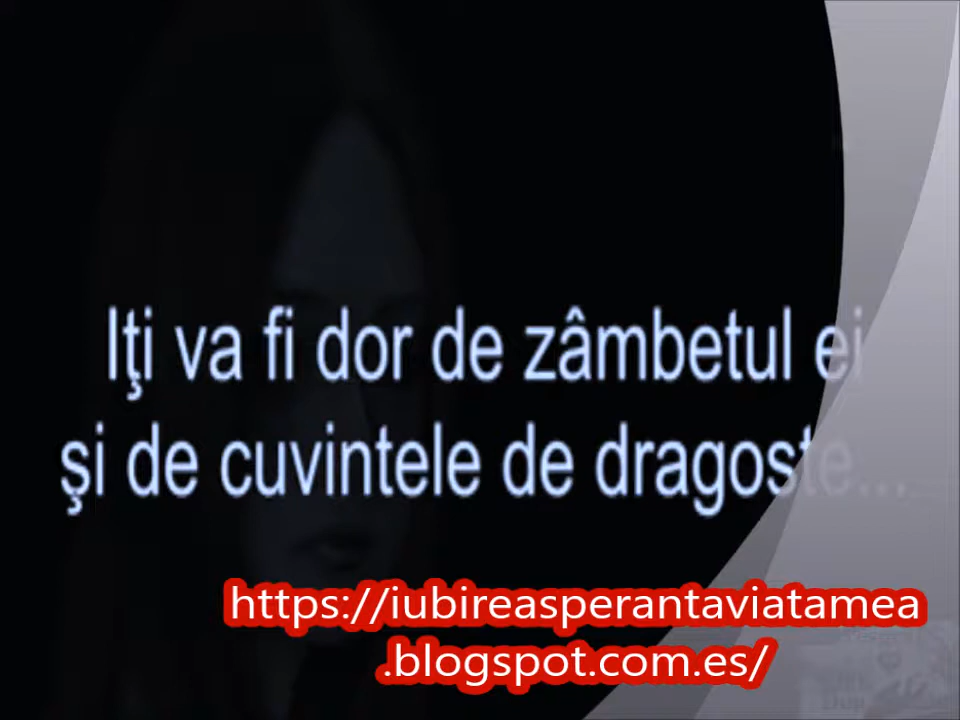 Iţi va fi dor de zâmbetul ei
şi de cuvintele de dragoste...
https://iubireasperantaviatamea
.blogspot.com.es/